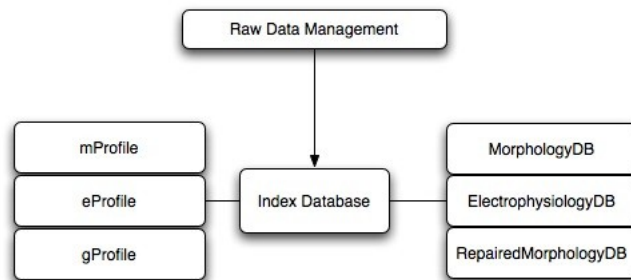 Raw Data Management
mProfile
eProfile
gProfile
Index Database
MorphologyDB
ElectrophysiologyDB
RepairedMorphologyDB